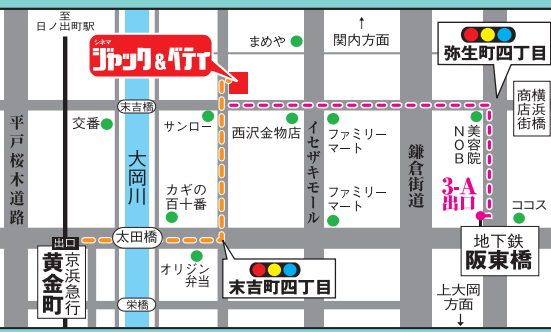 至
日ノ出町駅
シネマ
ジャック&ベティ
まめや
↑
関内方面
弥生町四丁目
横浜
商店街橋
平戸桜木道路
交番
末吉橋
サンロー
西沢金物店
イセザキモール
ファミリー
マート
鎌倉街道
美容院
NOB
大岡川
カギの
百十番
ファミリー
マート
3-A
出口
ココス
出口
太田橋
地下鉄
阪東橋
京浜急行
黄金町
オリジン
弁当
末吉町四丁目
栄橋
上大岡
方面
↓